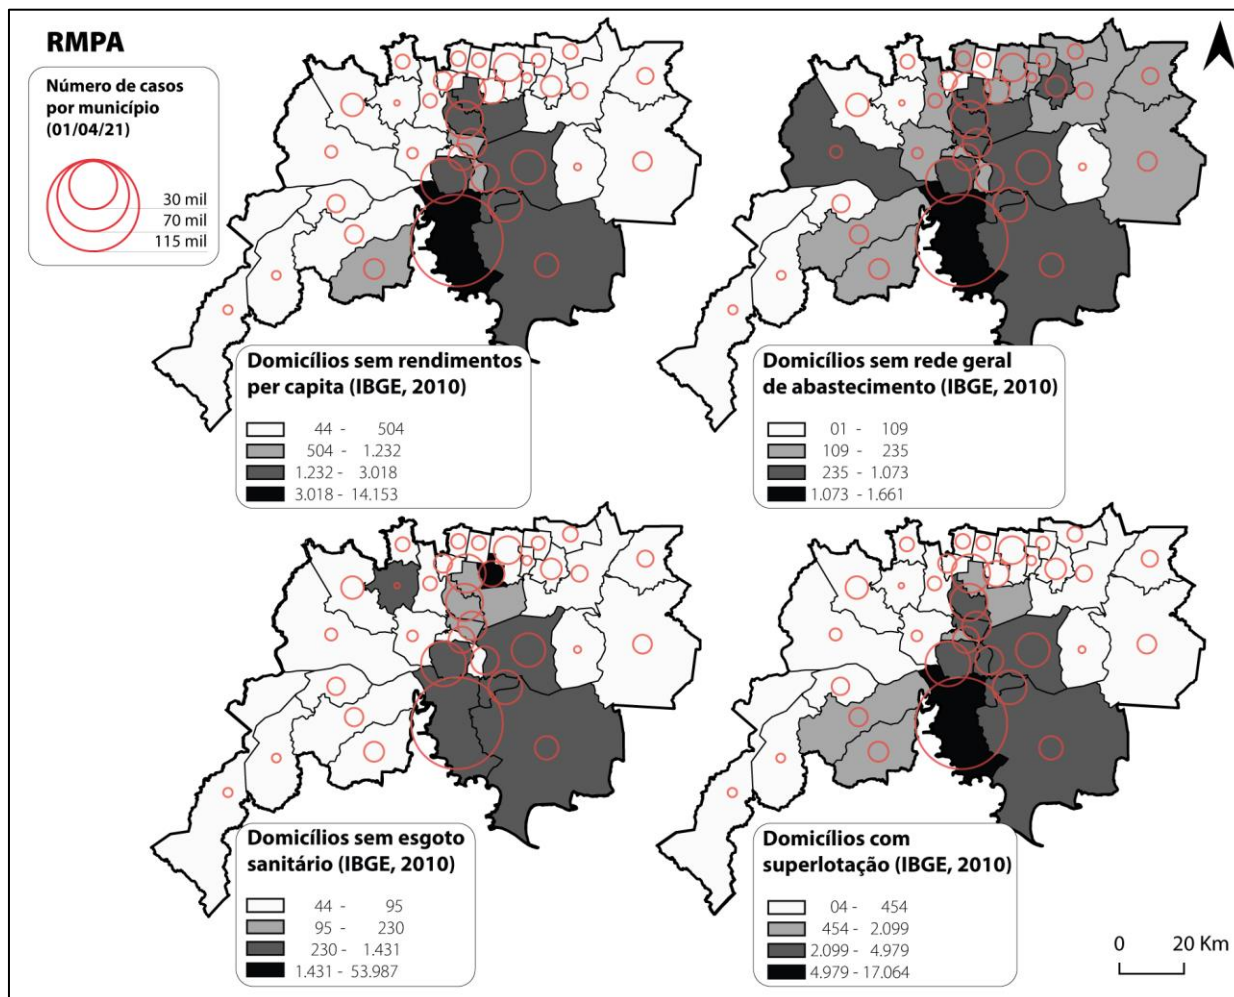 RMPA
Número de casos
por município
(01/04/21)
30 mil
70 mil
115 mil
Domicílios sem rendimentos
per capita (IBGE, 2010)
44 - 504
504 - 1.232
1.232 - 3.018
3.018 - 14.153
Domicílios sem rede geral
de abastecimento (IBGE, 2010)
01 - 109
109 - 235
235 - 1.073
1.073 - 1.661
Domicílios sem esgoto
sanitário (IBGE, 2010)
44 - 95
95 - 230
230 - 1.431
1.431 - 53.987
Domicílios com
superlotação (IBGE, 2010)
04 - 454
454 - 2.099
2.099 - 4.979
4.979 - 17.064
0 20 Km